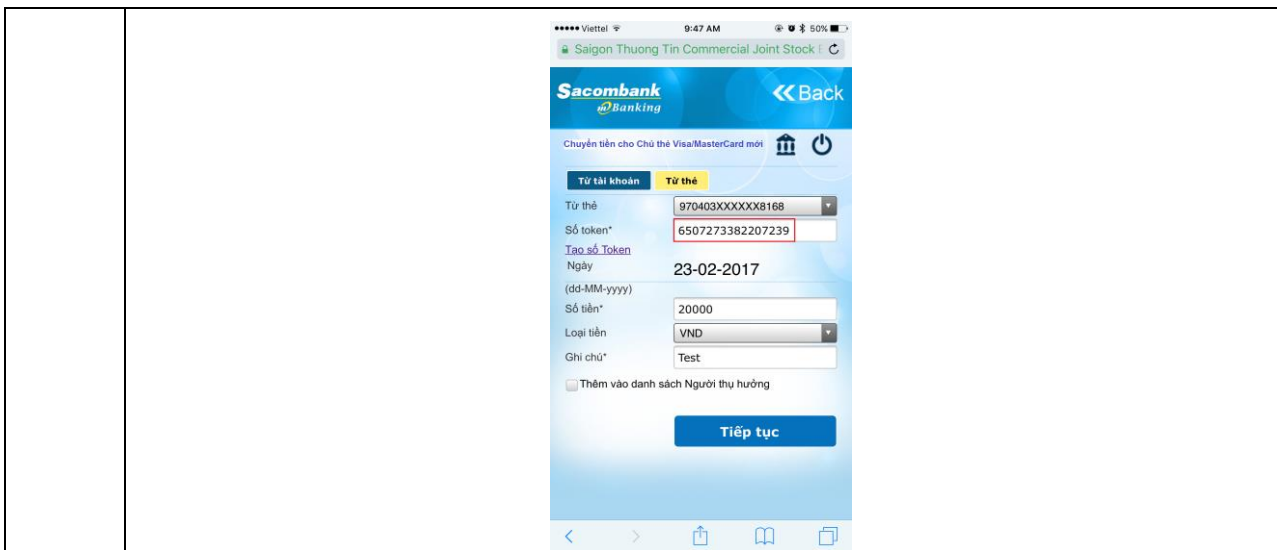 Viettel 9:47 AM 50%
Saigon Thuong Tin Commercial Joint Stock
Sacombank Back
mBanking
Chuyển tiền cho Chủ thẻ Visa/MasterCard mới
Từ tài khoản Từ thẻ
Từ thẻ 970403XXXXXX8168
Số token* 6507273382207239
Tạo số Token
Ngày 23-02-2017
(dd-MM-yyyy)
Số tiền* 20000
Loại tiền VND
Ghi chú* Test
Thêm vào danh sách Người thụ hưởng
Tiếp tục